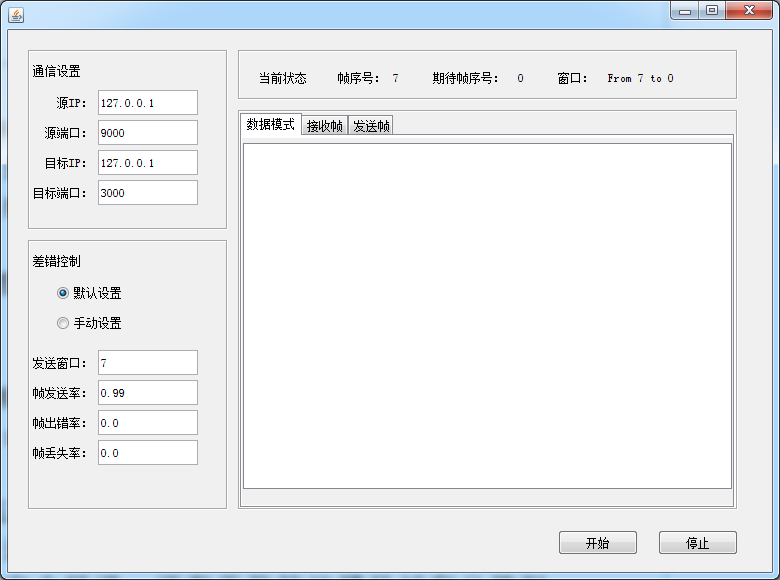 通信设置
源IP: 127.0.0.1
源端口: 9000
目标IP: 127.0.0.1
目标端口: 3000
差错控制
默认设置
手动设置
发送窗口: 7
帧发送率: 0.99
帧出错率: 0.0
帧丢失率: 0.0
当前状态 帧序号: 7 期待帧序号: 0 窗口: From 7 to 0
数据模式 接收帧 发送帧
开始 停止